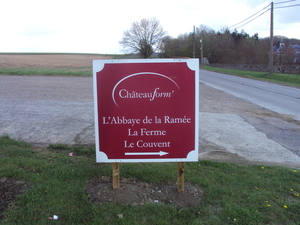 Châteauform'
L'Abbaye de la Ramée
La Ferme
Le Couvent